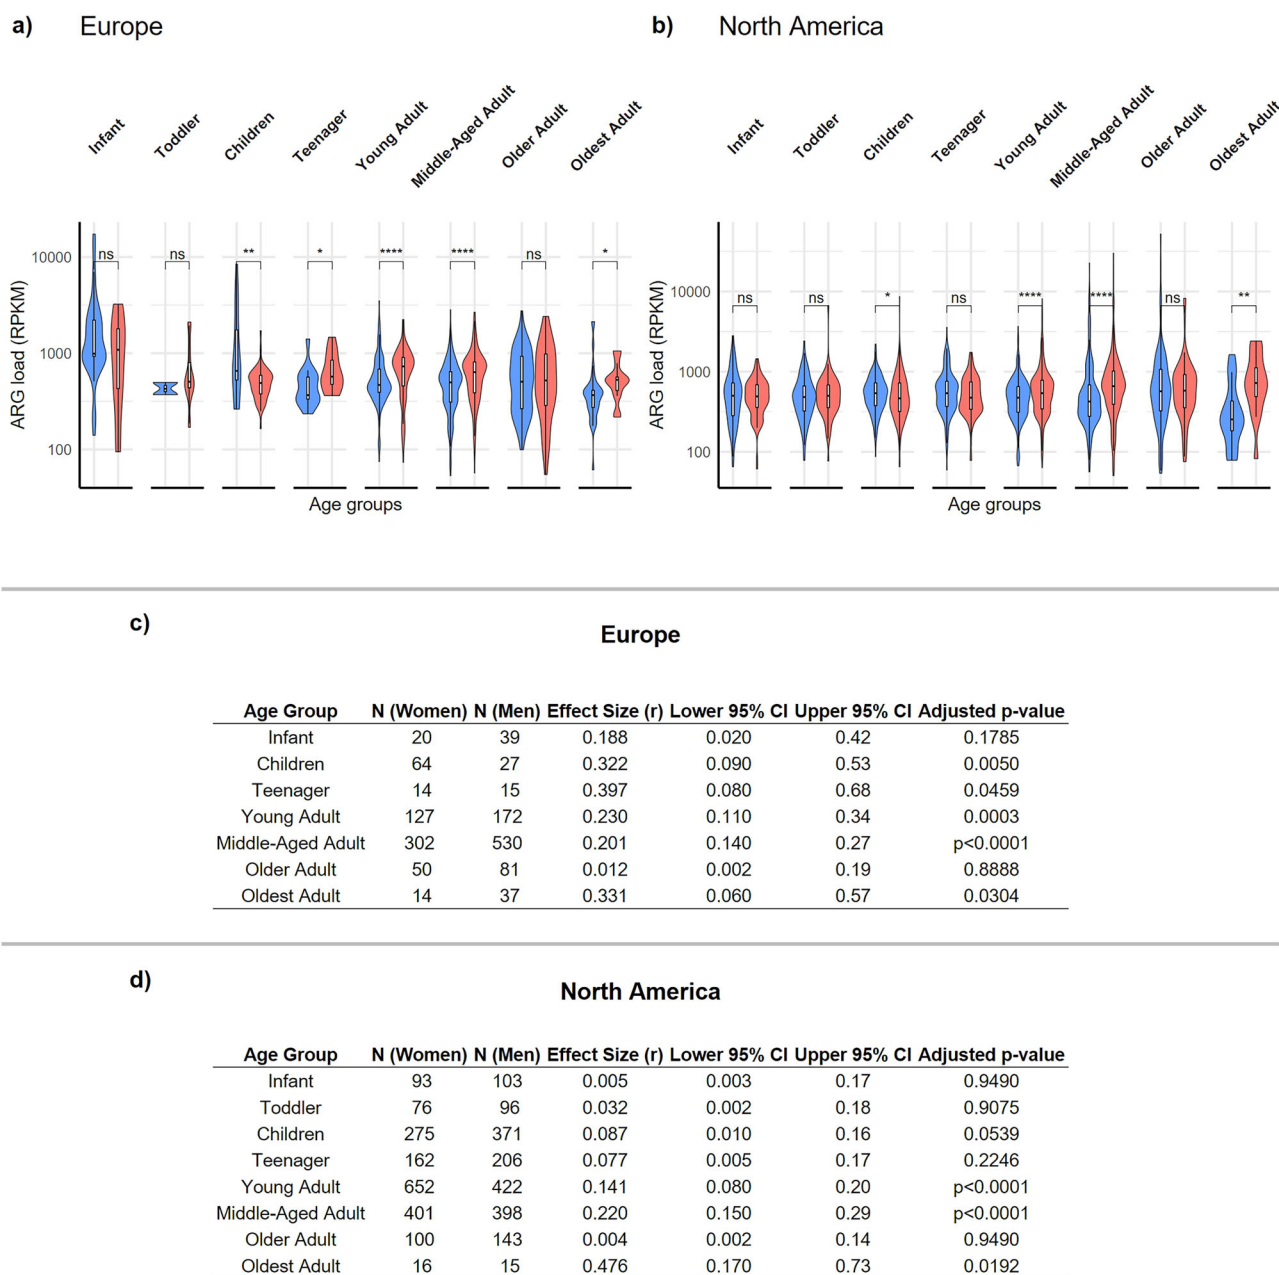 a) Europe
b) North America
Infant
Toddler
Children
Teenager
Young Adult
Middle-Aged Adult
Older Adult
Oldest Adult
Infant
Toddler
Children
Teenager
Young Adult
Middle-Aged Adult
Older Adult
Oldest Adult
ARG load (RPKM)
10000
1000
100
ns
ns
**
*
****
****
ns
*
Age groups
ARG load (RPKM)
10000
1000
100
ns
ns
*
ns
****
****
ns
**
Age groups
c)
Europe
Age Group N (Women) N (Men) Effect Size (r) Lower 95% CI Upper 95% CI Adjusted p-value
Infant 20 39 0.188 0.020 0.42 0.1785
Children 64 27 0.322 0.090 0.53 0.0050
Teenager 14 15 0.397 0.080 0.68 0.0459
Young Adult 127 172 0.230 0.110 0.34 0.0003
Middle-Aged Adult 302 530 0.201 0.140 0.27 p<0.0001
Older Adult 50 81 0.012 0.002 0.19 0.8888
Oldest Adult 14 37 0.331 0.060 0.57 0.0304
d)
North America
Age Group N (Women) N (Men) Effect Size (r) Lower 95% CI Upper 95% CI Adjusted p-value
Infant 93 103 0.005 0.003 0.17 0.9490
Toddler 76 96 0.032 0.002 0.18 0.9075
Children 275 371 0.087 0.010 0.16 0.0539
Teenager 162 206 0.077 0.005 0.17 0.2246
Young Adult 652 422 0.141 0.080 0.20 p<0.0001
Middle-Aged Adult 401 398 0.220 0.150 0.29 p<0.0001
Older Adult 100 143 0.004 0.002 0.14 0.9490
Oldest Adult 16 15 0.476 0.170 0.73 0.0192